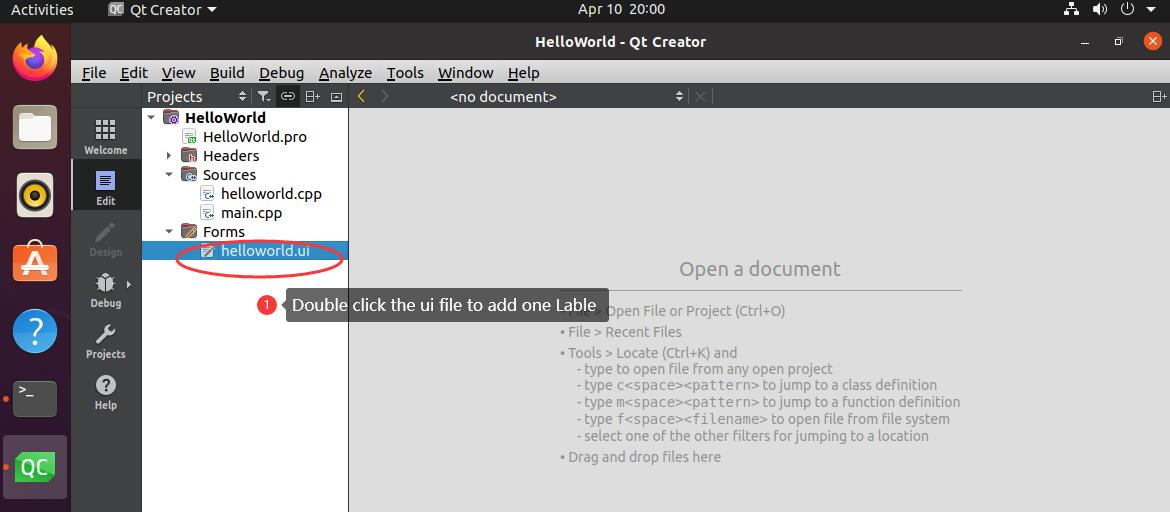 Activities
Qt Creator
Apr 10 20:00
HelloWorld - Qt Creator
File Edit View Build Debug Analyze Tools Window Help
Projects
<no document>
Welcome
Edit
Design
Debug
Projects
Help
HelloWorld
HelloWorld.pro
Headers
Sources
helloworld.cpp
main.cpp
Forms
helloworld.ui
1 Double click the ui file to add one Lable
Open a document
• File > Open File or Project (Ctrl+O)
• File > Recent Files
• Tools > Locate (Ctrl+K) and
- type to open file from any open project
- type c<space><pattern> to jump to a class definition
- type m<space><pattern> to jump to a function definition
- type f<space><filename> to open file from file system
- select one of the other filters for jumping to a location
• Drag and drop files here
QC